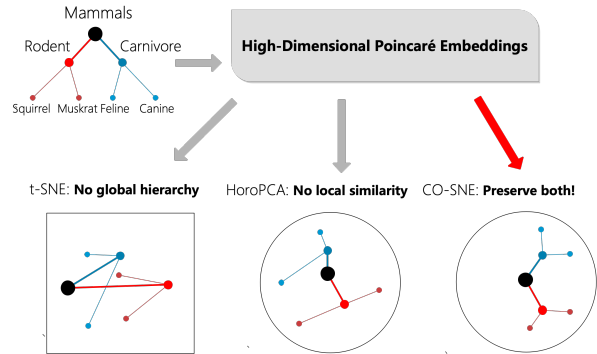 Mammals
Rodent Carnivore
Squirrel Muskrat Feline Canine
High-Dimensional Poincaré Embeddings
t-SNE: No global hierarchy
HoroPCA: No local similarity
CO-SNE: Preserve both!